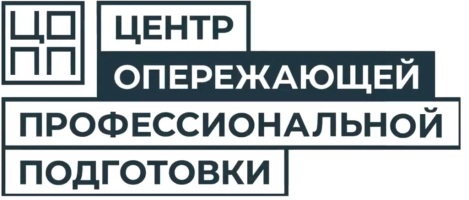 ЦО
ПП
ЦЕНТР
ОПЕРЕЖАЮЩЕЙ
ПРОФЕССИОНАЛЬНОЙ
ПОДГОТОВКИ